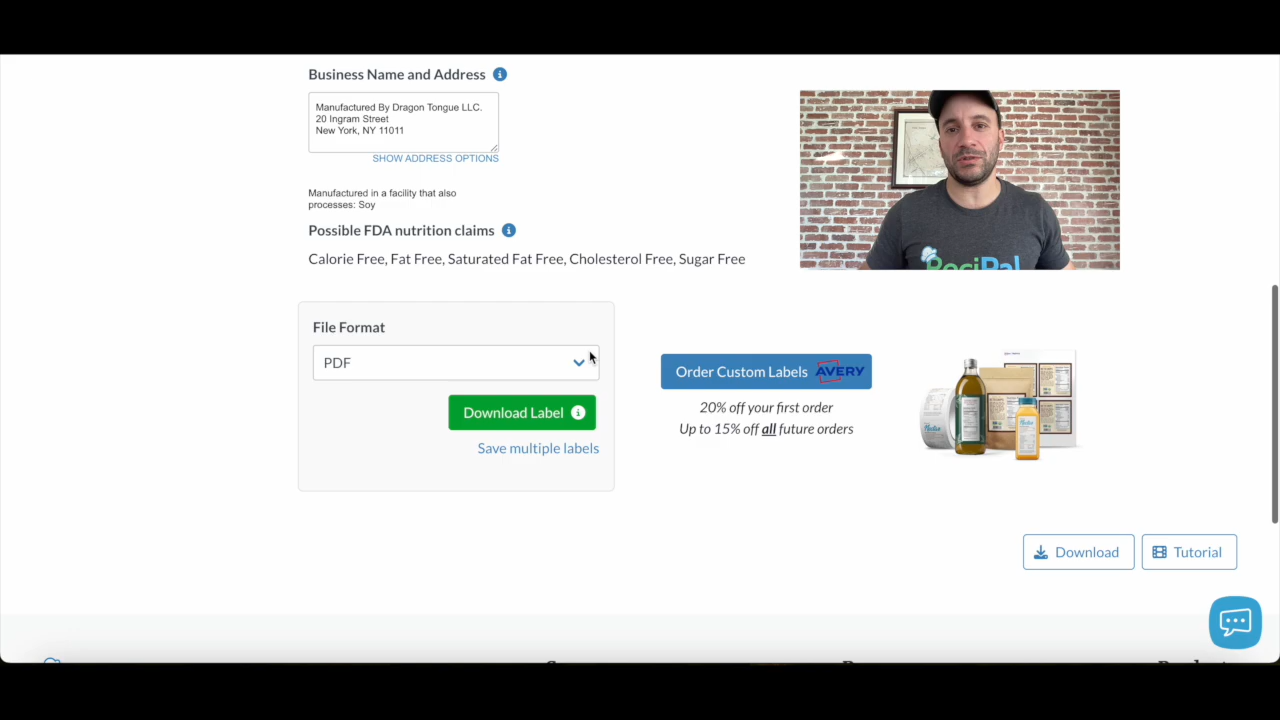 Business Name and Address
Manufactured By Dragon Tongue LLC.
20 Ingram Street
New York, NY 11011
SHOW ADDRESS OPTIONS
Manufactured in a facility that also
processes: Soy
Possible FDA nutrition claims
Calorie Free, Fat Free, Saturated Fat Free, Cholesterol Free, Sugar Free
ReciPal
File Format
PDF
Download Label
Save multiple labels
Order Custom Labels AVERY
20% off your first order
Up to 15% off all future orders
Download
Tutorial